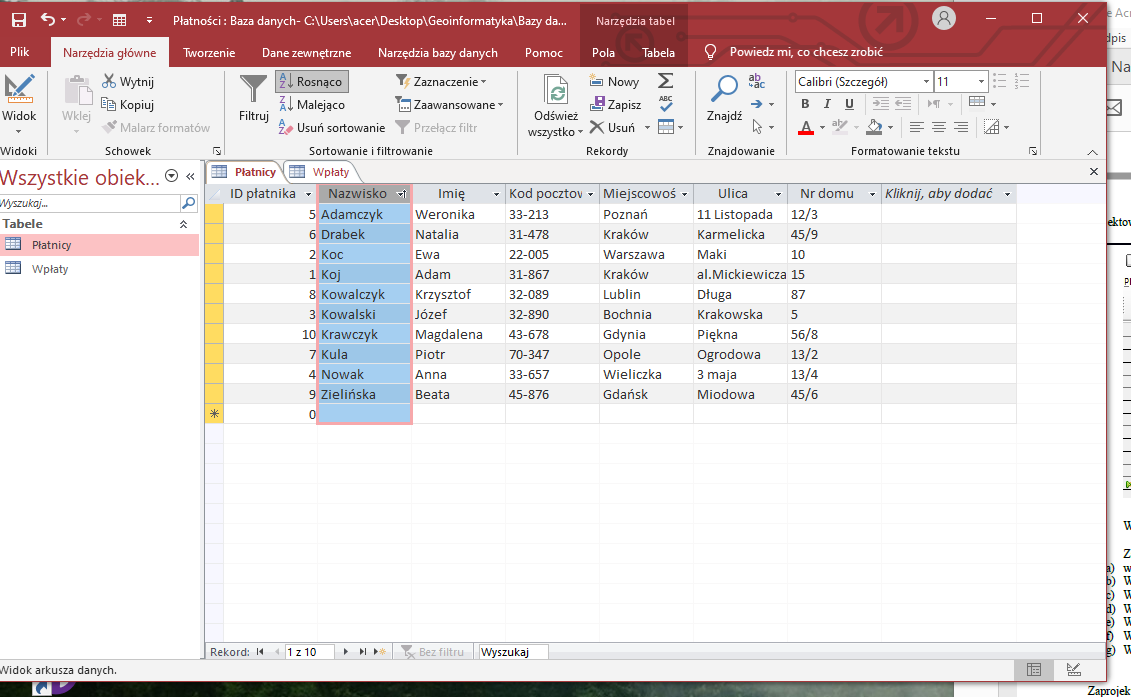 Płatności : Baza danych- C:\Users\acer\Desktop\Geoinformatyka\Bazy da...
Narzędzia tabel
Plik Narzędzia główne Tworzenie Dane zewnętrzne Narzędzia bazy danych Pomoc Pola Tabela Powiedz mi, co chcesz zrobić
Widok
Widoki
Wklej
Wytnij
Kopiuj
Malarz formatów
Schowek
Filtruj
Rosnąco
Malejąco
Usuń sortowanie
Zaznaczenie
Zaawansowane
Przełącz filtr
Sortowanie i filtrowanie
Odśwież
wszystko
Nowy
Zapisz
Usuń
Rekordy
Znajdź
Znajdowanie
Calibri (Szczegół) 11
B I U
Formatowanie tekstu
Wszystkie obiek...
Wyszukaj...
Tabele
Płatnicy
Wpłaty
Płatnicy Wpłaty
ID płatnika Nazwisko Imię Kod pocztow Miejscowoś Ulica Nr domu Kliknij, aby dodać
5 Adamczyk Weronika 33-213 Poznań 11 Listopada 12/3
6 Drabek Natalia 31-478 Kraków Karmelicka 45/9
2 Koc Ewa 22-005 Warszawa Maki 10
1 Koj Adam 31-867 Kraków al.Mickiewicza 15
8 Kowalczyk Krzysztof 32-089 Lublin Długa 87
3 Kowalski Józef 32-890 Bochnia Krakowska 5
10 Krawczyk Magdalena 43-678 Gdynia Piękna 56/8
7 Kula Piotr 70-347 Opole Ogrodowa 13/2
4 Nowak Anna 33-657 Wieliczka 3 maja 13/4
9 Zielińska Beata 45-876 Gdańsk Miodowa 45/6
0
Rekord: 1 z 10 Bez filtru Wyszukaj
Widok arkusza danych.
Zaprojek